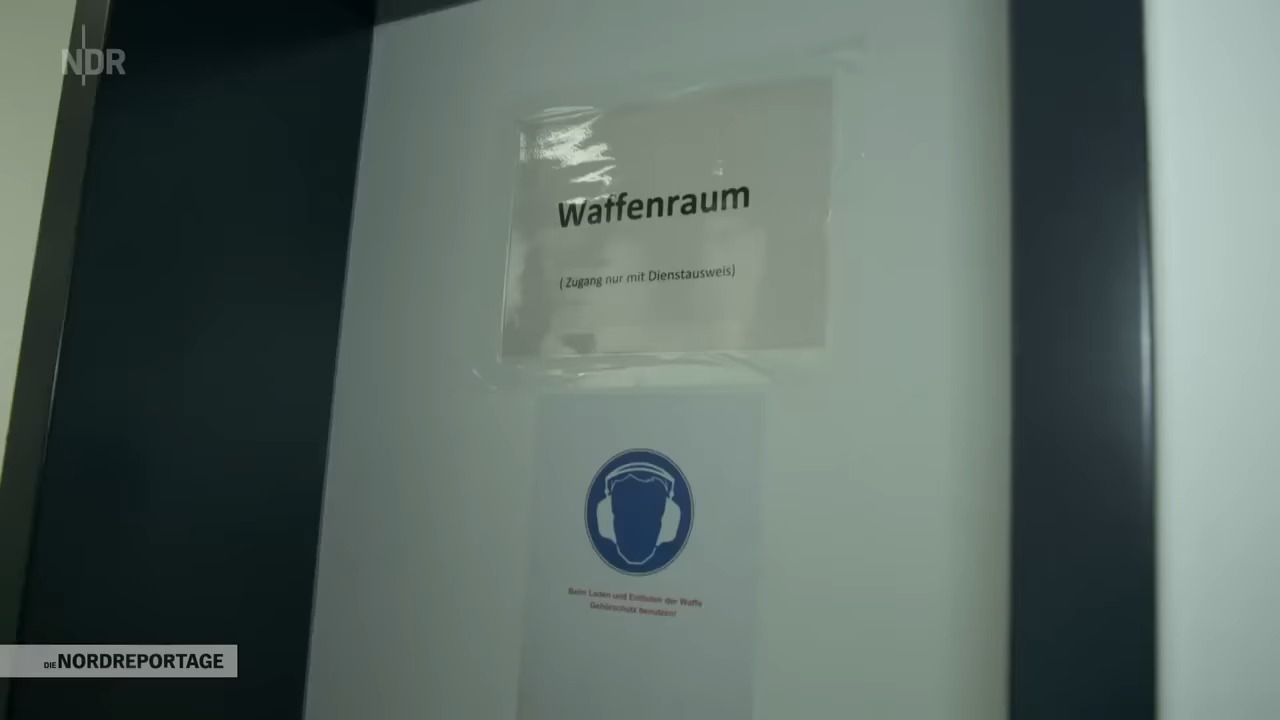 NDR
Waffenraum
( Zugang nur mit Dienstausweis)
Beim Laden und Entladen der Waffe
Gehörschutz benutzen!
DIE NORDREPORTAGE